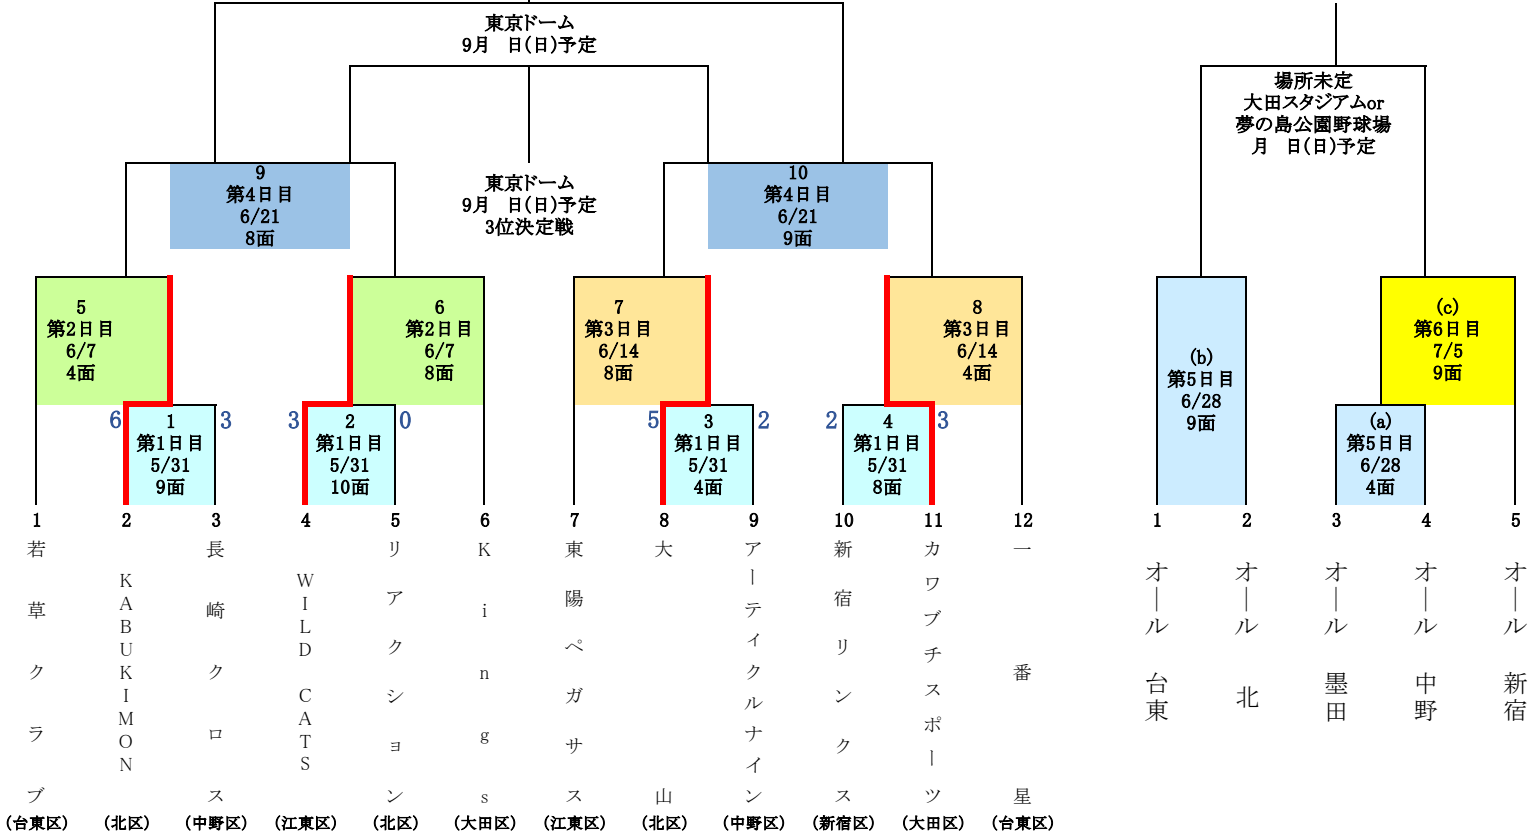 東京ドーム
9月　日(日)予定
場所未定
大田スタジアムor
夢の島公園野球場
月　日(日)予定
9
第4日目
6/21
8面
東京ドーム
9月　日(日)予定
3位決定戦
10
第4日目
6/21
9面
5
第2日目
6/7
4面
6
第2日目
6/7
8面
7
第3日目
6/14
8面
8
第3日目
6/14
4面
(b)
第5日目
6/28
9面
(c)
第6日目
7/5
9面
6
1
第1日目
5/31
9面
3
3
2
第1日目
5/31
10面
0
5
3
第1日目
5/31
4面
2
2
4
第1日目
5/31
8面
3
(a)
第5日目
6/28
4面
1
若草クラブ
(台東区)
2
KABUKIMON
(北区)
3
長崎クロス
(中野区)
4
WILD CATS
(江東区)
5
リアクション
(北区)
6
Kings
(大田区)
7
東陽ペガサス
(江東区)
8
大山
(北区)
9
アーティクルナイン
(中野区)
10
新宿リンクス
(新宿区)
11
カワブチスポーツ
(大田区)
12
一番星
(台東区)
1
オール 台東
2
オール 北
3
オール 墨田
4
オール 中野
5
オール 新宿